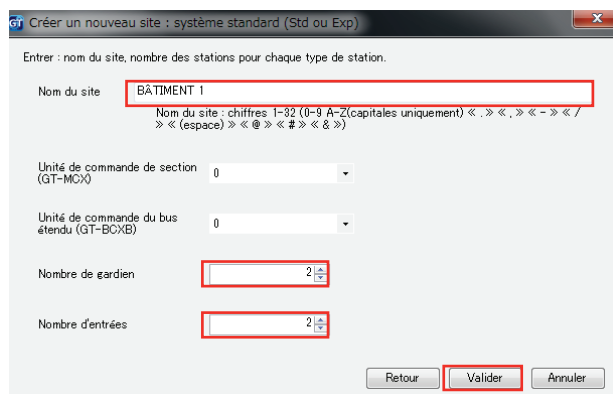 GT Créer un nouveau site : système standard (Std ou Exp)
Entrer : nom du site, nombre des stations pour chaque type de station.
Nom du site BÂTIMENT 1
Nom du site : chiffres 1-32 (0-9 A-Z(capitales uniquement) « . » « , » « - » « /
» « (espace) » « @ » « # » « & »)
Unité de commande de section
(GT-MCX) 0
Unité de commande du bus
étendu (GT-BCXB) 0
Nombre de gardien 2
Nombre d'entrées 2
Retour Valider Annuler